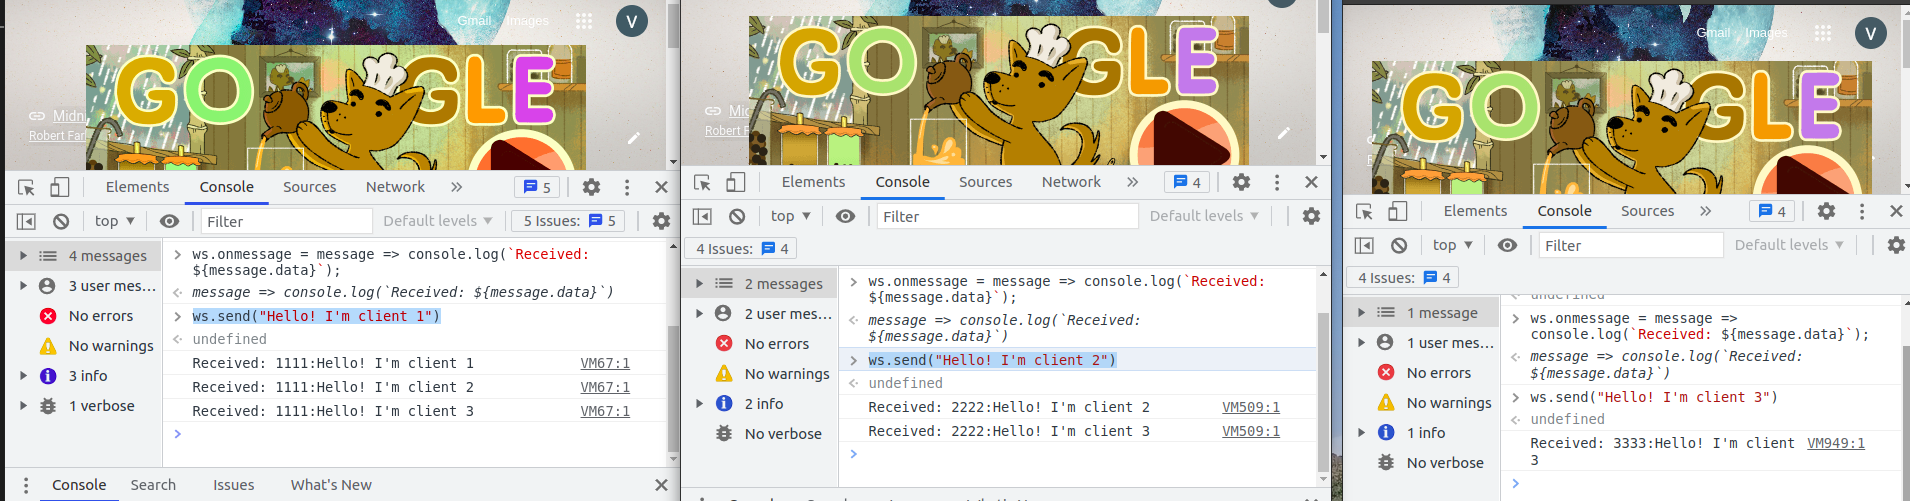 Gmail Images V
GOOGLE
Midni
Robert Far
Elements Console Sources Network 5
top Filter Default levels 5 Issues: 5
4 messages
3 user mes...
No errors
No warnings
3 info
1 verbose
ws.onmessage = message => console.log(`Received:
${message.data}`);
message => console.log(`Received: ${message.data}`)
ws.send("Hello! I'm client 1")
undefined
Received: 1111:Hello! I'm client 1 VM67:1
Received: 1111:Hello! I'm client 2 VM67:1
Received: 1111:Hello! I'm client 3 VM67:1
Console Search Issues What's New
GOOGLE
Mid
Robert F
Elements Console Sources Network 4
top Filter Default levels
4 Issues: 4
2 messages
2 user mes...
No errors
No warnings
2 info
No verbose
ws.onmessage = message => console.log(`Received:
${message.data}`);
message => console.log(`Received:
${message.data}`)
ws.send("Hello! I'm client 2")
undefined
Received: 2222:Hello! I'm client 2 VM509:1
Received: 2222:Hello! I'm client 3 VM509:1
Gmail Images V
GOOGLE
Elements Console Sources 4
top Filter Default levels
4 Issues: 4
1 message
1 user mes...
No errors
No warnings
1 info
No verbose
undefined
ws.onmessage = message =>
console.log(`Received: ${message.data}`);
message => console.log(`Received:
${message.data}`)
ws.send("Hello! I'm client 3")
undefined
Received: 3333:Hello! I'm client VM949:1
3